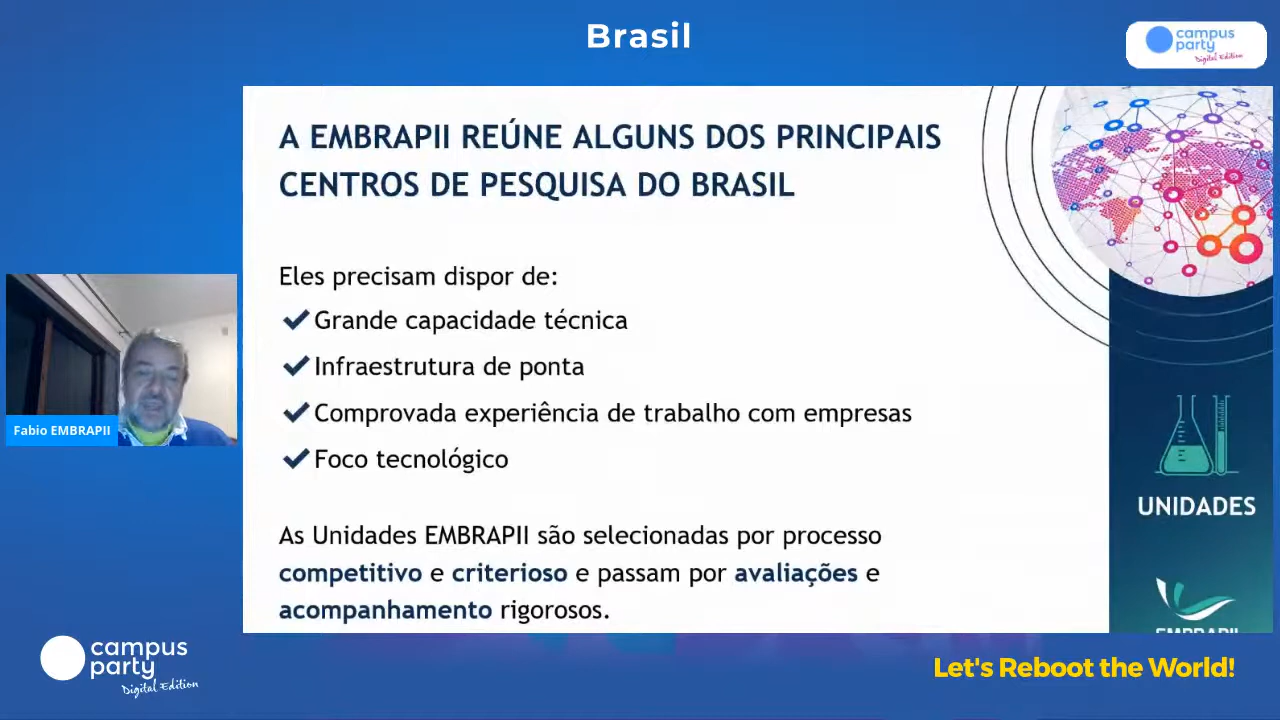 Brasil
campus
party
Digital Edition
A EMBRAPII REÚNE ALGUNS DOS PRINCIPAIS
CENTROS DE PESQUISA DO BRASIL
Eles precisam dispor de:
Grande capacidade técnica
Infraestrutura de ponta
Comprovada experiência de trabalho com empresas
Foco tecnológico
As Unidades EMBRAPII são selecionadas por processo
competitivo e criterioso e passam por avaliações e
acompanhamento rigorosos.
UNIDADES
EMBRAPII
Fabio EMBRAPII
campus
party
Digital Edition
Let's Reboot the World!